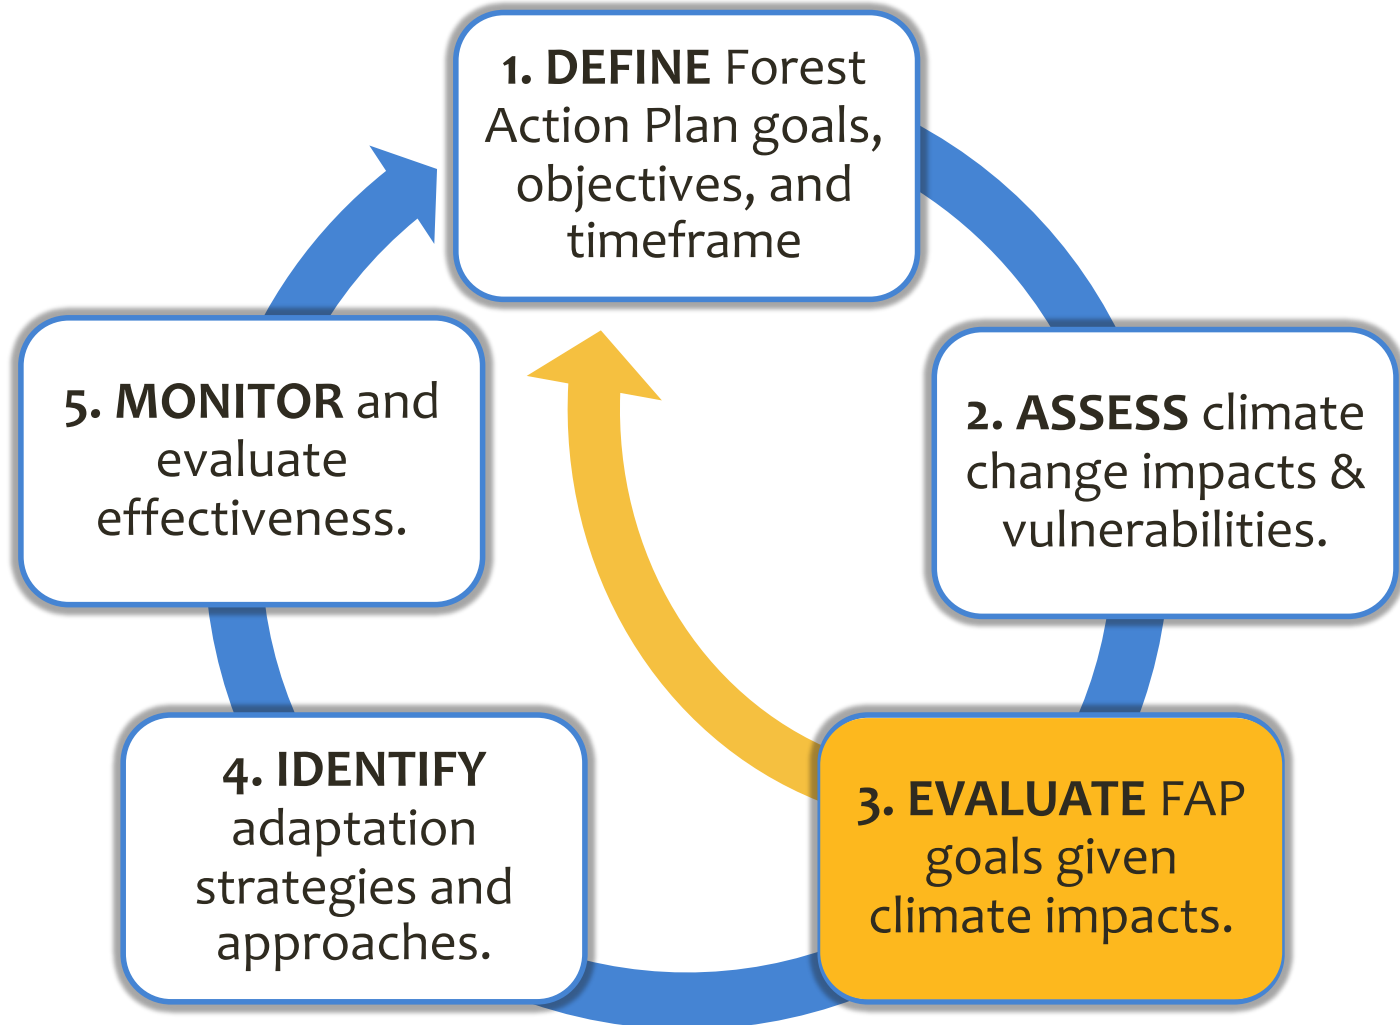 1. DEFINE Forest
Action Plan goals,
objectives, and
timeframe
2. ASSESS climate
change impacts &
vulnerabilities.
3. EVALUATE FAP
goals given
climate impacts.
4. IDENTIFY
adaptation
strategies and
approaches.
5. MONITOR and
evaluate
effectiveness.